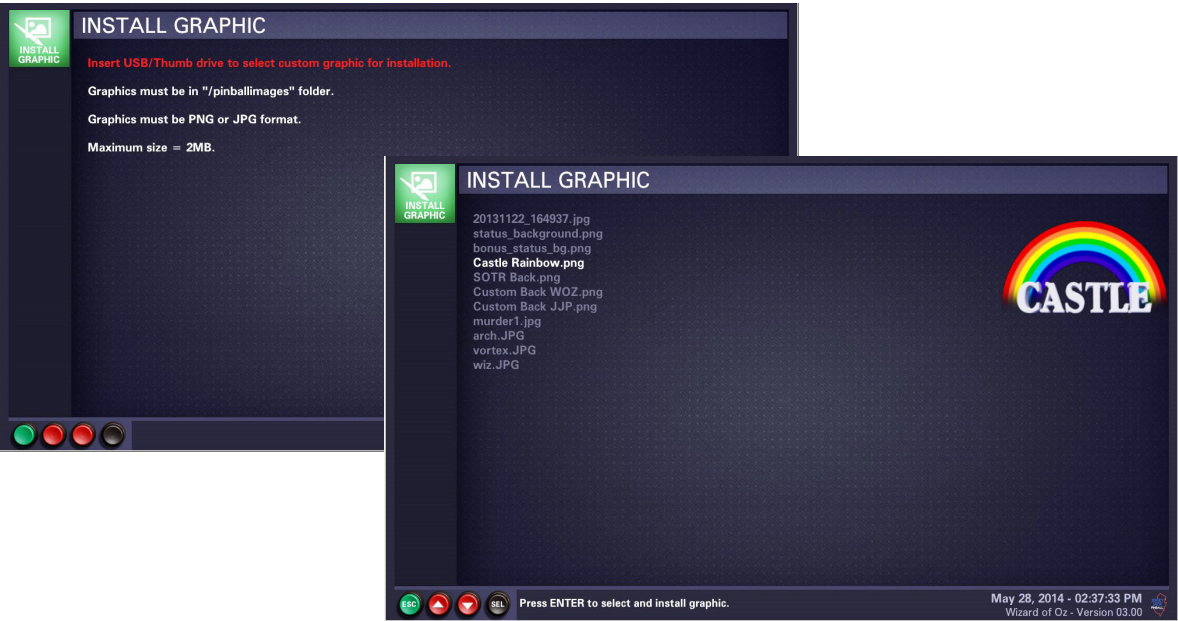 INSTALL GRAPHIC
INSTALL
GRAPHIC
Insert USB/Thumb drive to select custom graphic for installation.
Graphics must be in "/pinballimages" folder.
Graphics must be PNG or JPG format.
Maximum size = 2MB.
INSTALL GRAPHIC
INSTALL
GRAPHIC
20131122_164937.jpg
status_background.png
bonus_status_bg.png
Castle Rainbow.png
SOTR Back.png
Custom Back WOZ.png
Custom Back JJP.png
murder1.jpg
arch.JPG
vortex.JPG
wiz.JPG
CASTLE
ESC
SEL
Press ENTER to select and install graphic.
May 28, 2014 - 02:37:33 PM
Wizard of Oz - Version 03.00